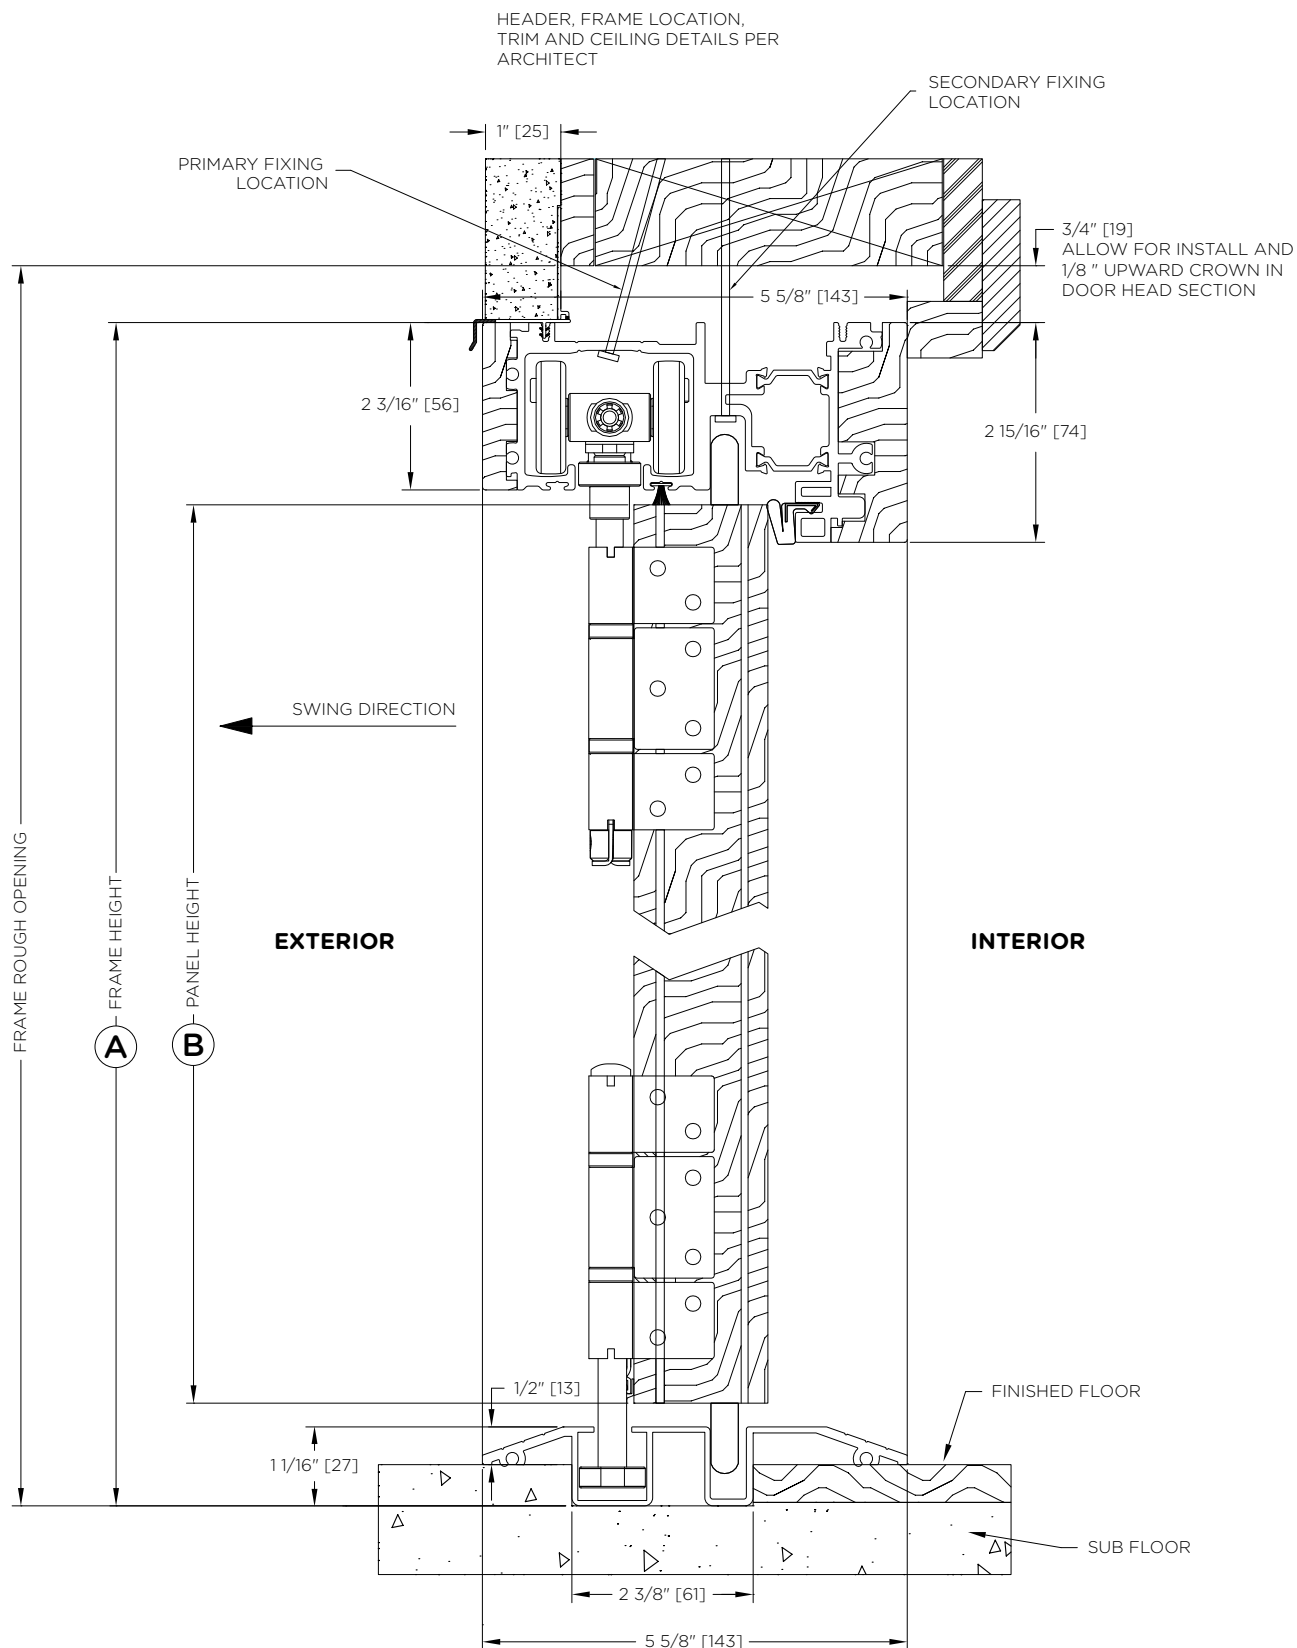 HEADER, FRAME LOCATION,
TRIM AND CEILING DETAILS PER
ARCHITECT
SECONDARY FIXING
LOCATION
1" [25]
PRIMARY FIXING
LOCATION
3/4" [19]
ALLOW FOR INSTALL AND
1/8 " UPWARD CROWN IN
DOOR HEAD SECTION
5 5/8" [143]
2 3/16" [56]
2 15/16" [74]
SWING DIRECTION
FRAME ROUGH OPENING
FRAME HEIGHT
A
PANEL HEIGHT
B
EXTERIOR
INTERIOR
1/2" [13]
FINISHED FLOOR
1 1/16" [27]
SUB FLOOR
2 3/8" [61]
5 5/8" [143]